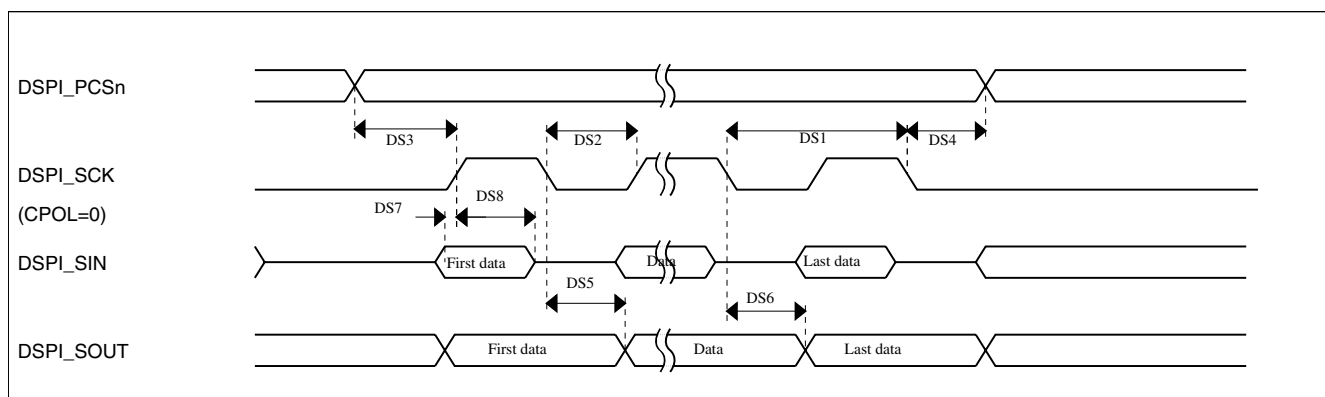 DSPI_PCSn
DS3
DS2
DS1
DS4
DSPI_SCK
(CPOL=0)
DS7
DS8
DSPI_SIN
First data
Data
Last data
DS5
DS6
DSPI_SOUT
First data
Data
Last data